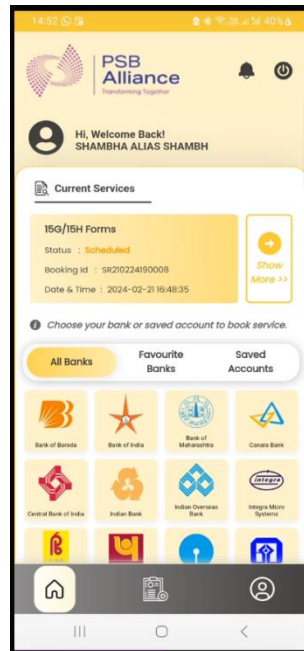 14:52
40%
PSB
Alliance
Transforming Together
Hi, Welcome Back!
SHAMBHA ALIAS SHAMBH
Current Services
15G/15H Forms
Status : Scheduled
Booking Id : SR210224190008
Date & Time : 2024-02-21 16:48:35
Show
More >>
Choose your bank or saved account to book service.
All Banks
Favourite
Banks
Saved
Accounts
Bank of Baroda
Bank of India
Bank of
Maharashtra
Canara Bank
Central Bank of India
Indian Bank
Indian Overseas
Bank
integra
Integra Micro
Systems